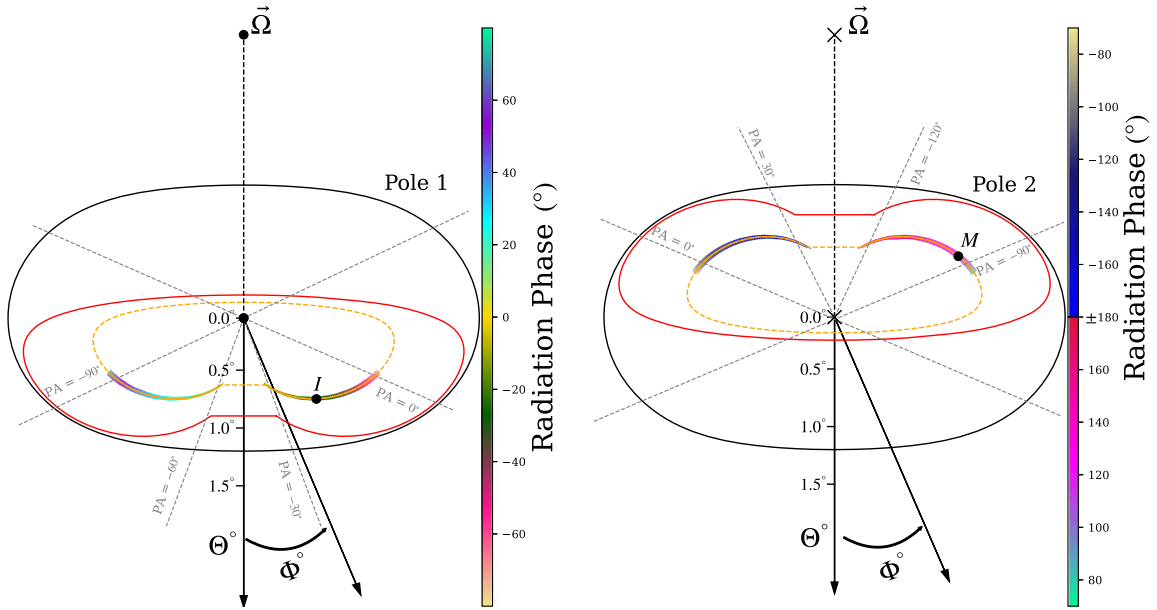 Ω⃗
Pole 1
0.0°
0.5°
1.0°
1.5°
PA = −90°
PA = 0°
PA = −60°
PA = −30°
I
Θ°
Φ°
60
40
20
0
−20
−40
−60
Radiation Phase (°)
Ω⃗
Pole 2
PA = 30°
PA = −120°
PA = 0°
PA = −90°
M
0.0°
0.5°
1.0°
1.5°
Θ°
Φ°
−80
−100
−120
−140
−160
±180
160
140
120
100
80
Radiation Phase (°)